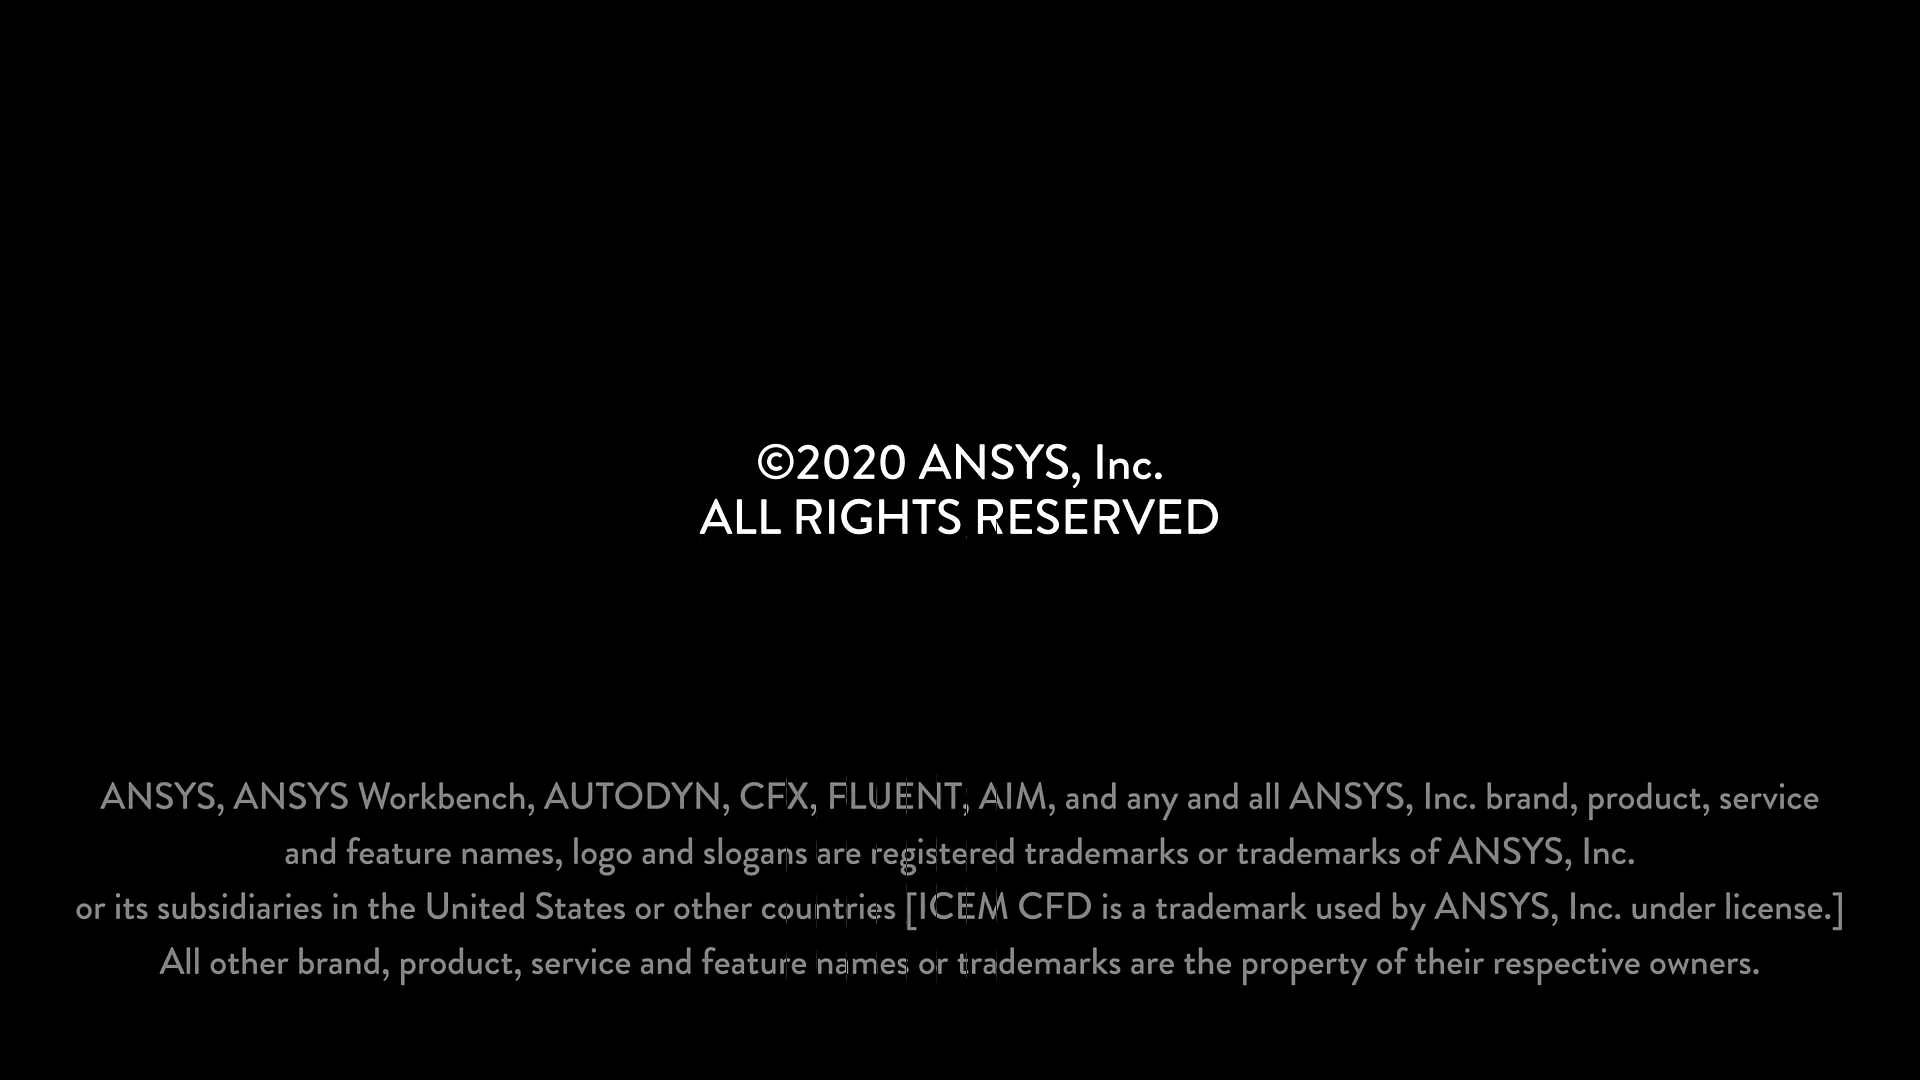 ©2020 ANSYS, Inc.
ALL RIGHTS RESERVED
ANSYS, ANSYS Workbench, AUTODYN, CFX, FLUENT, AIM, and any and all ANSYS, Inc. brand, product, service
and feature names, logo and slogans are registered trademarks or trademarks of ANSYS, Inc.
or its subsidiaries in the United States or other countries [ICEM CFD is a trademark used by ANSYS, Inc. under license.]
All other brand, product, service and feature names or trademarks are the property of their respective owners.